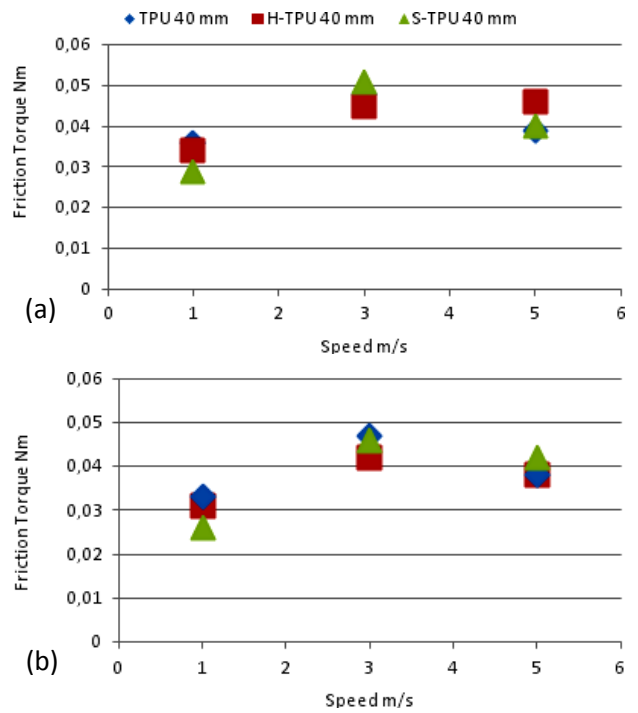 TPU 40 mm H-TPU 40 mm S-TPU 40 mm
Friction Torque Nm
0,06
0,05
0,04
0,03
0,02
0,01
0
0 1 2 3 4 5 6
Speed m/s
(a)
Friction Torque Nm
0,06
0,05
0,04
0,03
0,02
0,01
0
0 1 2 3 4 5 6
Speed m/s
(b)